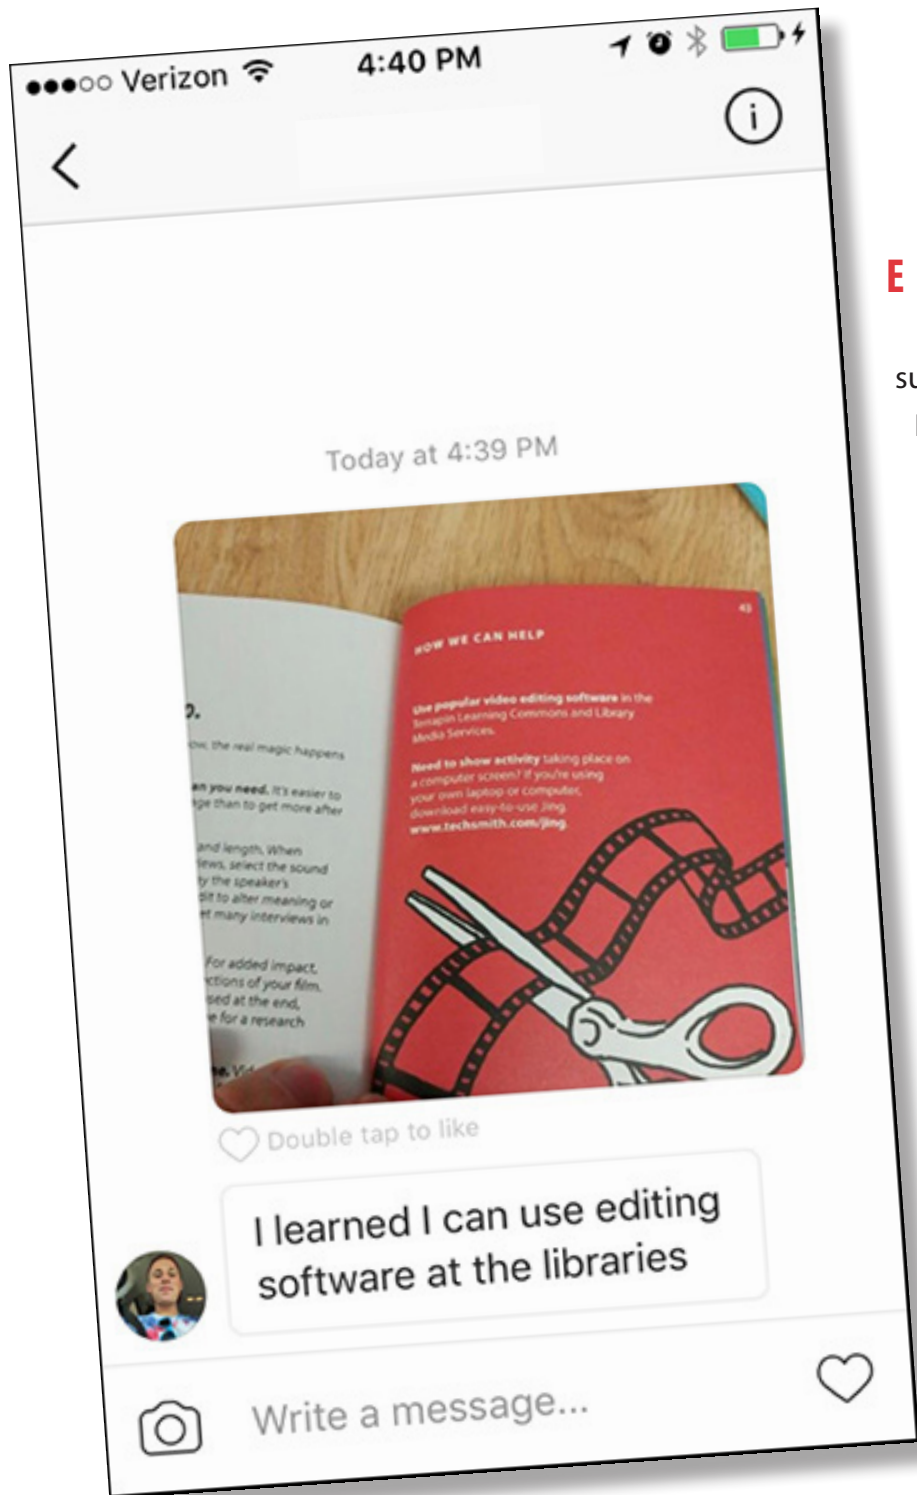 Verizon
4:40 PM
i
E
su
Today at 4:39 PM
43
HOW WE CAN HELP
Use popular video editing software in the
Terrapin Learning Commons and Library
Media Services.
Need to show activity taking place on
a computer screen? If you're using
your own laptop or computer,
download easy-to-use Jing.
www.techsmith.com/jing.
the real magic happens
you need. It's easier to
than to get more after
and length. When
select the sound
the speaker's
to alter meaning or
many interviews in
For added impact,
of your film.
at the end,
for a research
Double tap to like
I learned I can use editing
software at the libraries
Write a message...